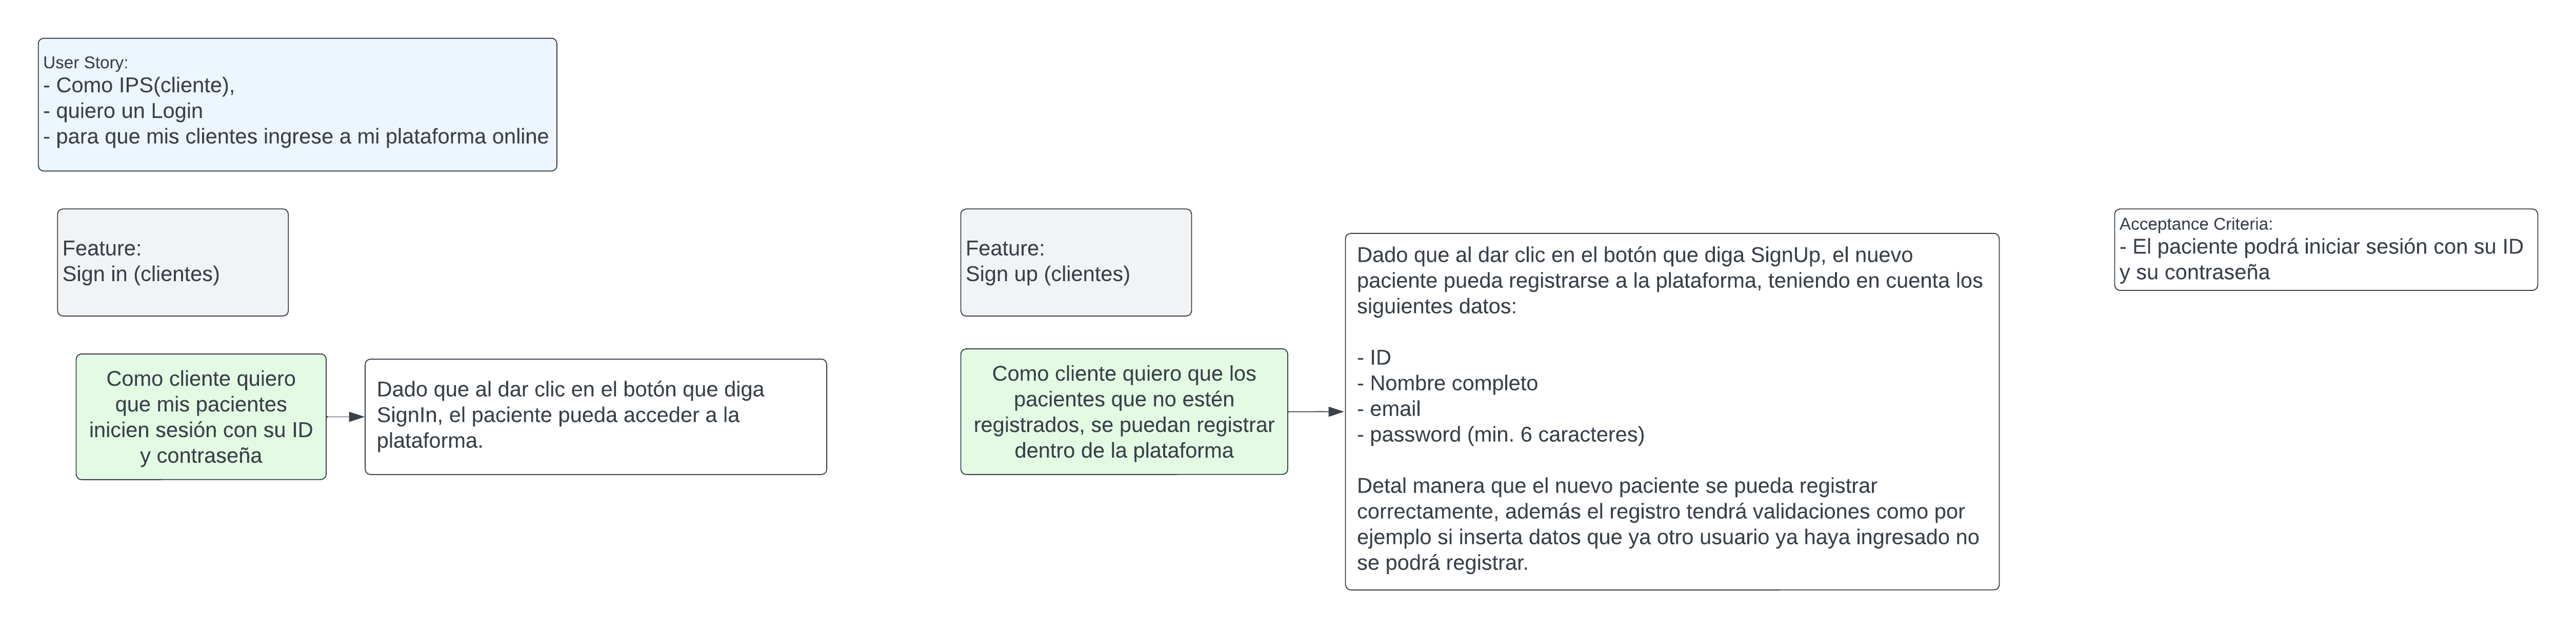 User Story:
- Como IPS(cliente),
- quiero un Login
- para que mis clientes ingrese a mi plataforma online
Feature:
Sign in (clientes)
Como cliente quiero
que mis pacientes
inicien sesión con su ID
y contraseña
Dado que al dar clic en el botón que diga
SignIn, el paciente pueda acceder a la
plataforma.
Feature:
Sign up (clientes)
Como cliente quiero que los
pacientes que no estén
registrados, se puedan registrar
dentro de la plataforma
Dado que al dar clic en el botón que diga SignUp, el nuevo
paciente pueda registrarse a la plataforma, teniendo en cuenta los
siguientes datos:
- ID
- Nombre completo
- email
- password (min. 6 caracteres)
Detal manera que el nuevo paciente se pueda registrar
correctamente, además el registro tendrá validaciones como por
ejemplo si inserta datos que ya otro usuario ya haya ingresado no
se podrá registrar.
Acceptance Criteria:
- El paciente podrá iniciar sesión con su ID
y su contraseña